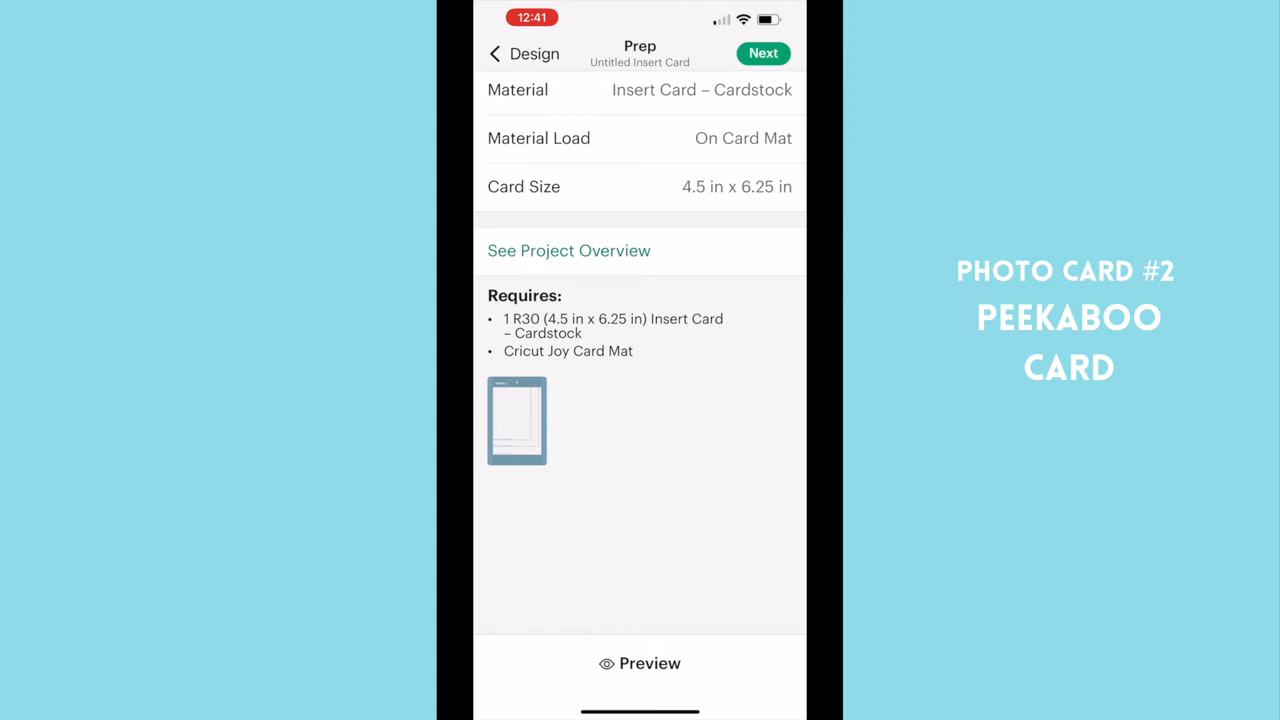 12:41
Design
Prep
Next
Untitled Insert Card
Material Insert Card – Cardstock
Material Load On Card Mat
Card Size 4.5 in x 6.25 in
See Project Overview
Requires:
• 1 R30 (4.5 in x 6.25 in) Insert Card
– Cardstock
• Cricut Joy Card Mat
Preview
PHOTO CARD #2
PEEKABOO
CARD